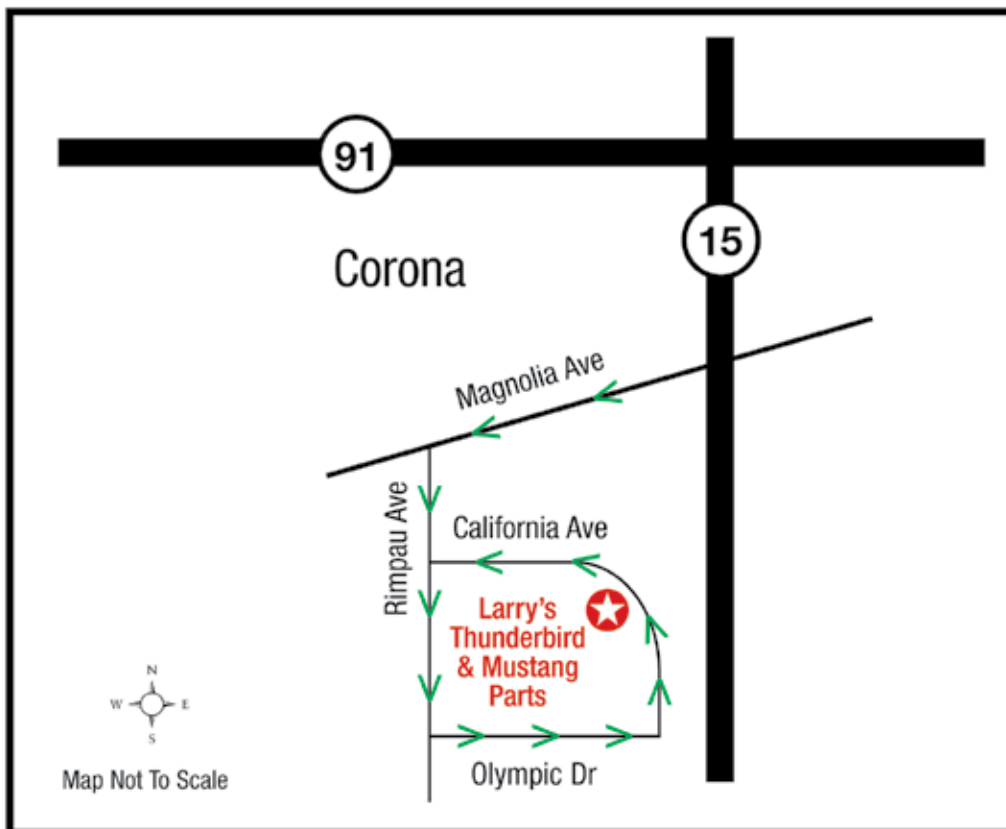 91
15
Corona
Magnolia Ave
Rimpau Ave
California Ave
Larry's
Thunderbird
& Mustang
Parts
N
W E
S
Map Not To Scale
Olympic Dr